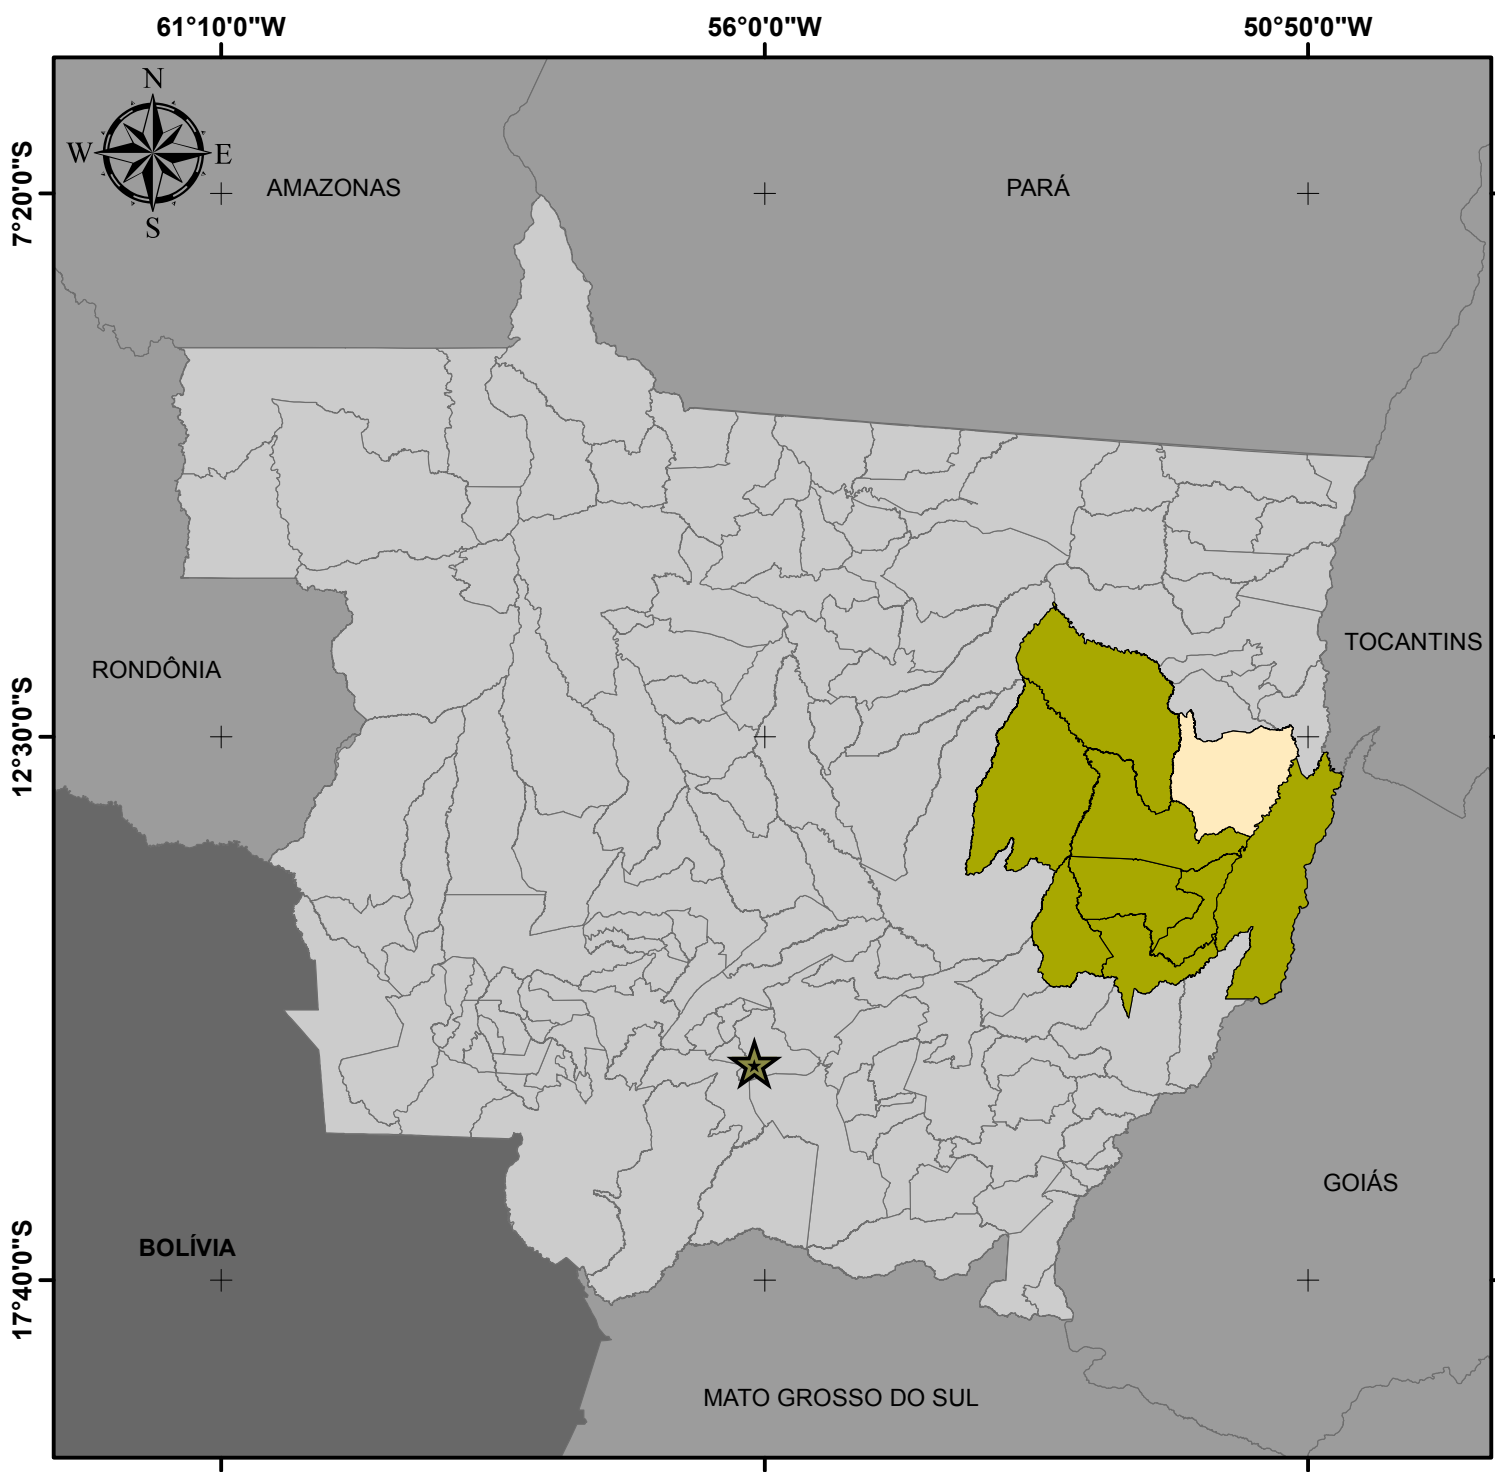 61°10'0"W 56°0'0"W 50°50'0"W
N
W E
S
7°20'0"S
AMAZONAS PARÁ
TOCANTINS
RONDÔNIA
12°30'0"S
GOIÁS
BOLÍVIA
17°40'0"S
MATO GROSSO DO SUL